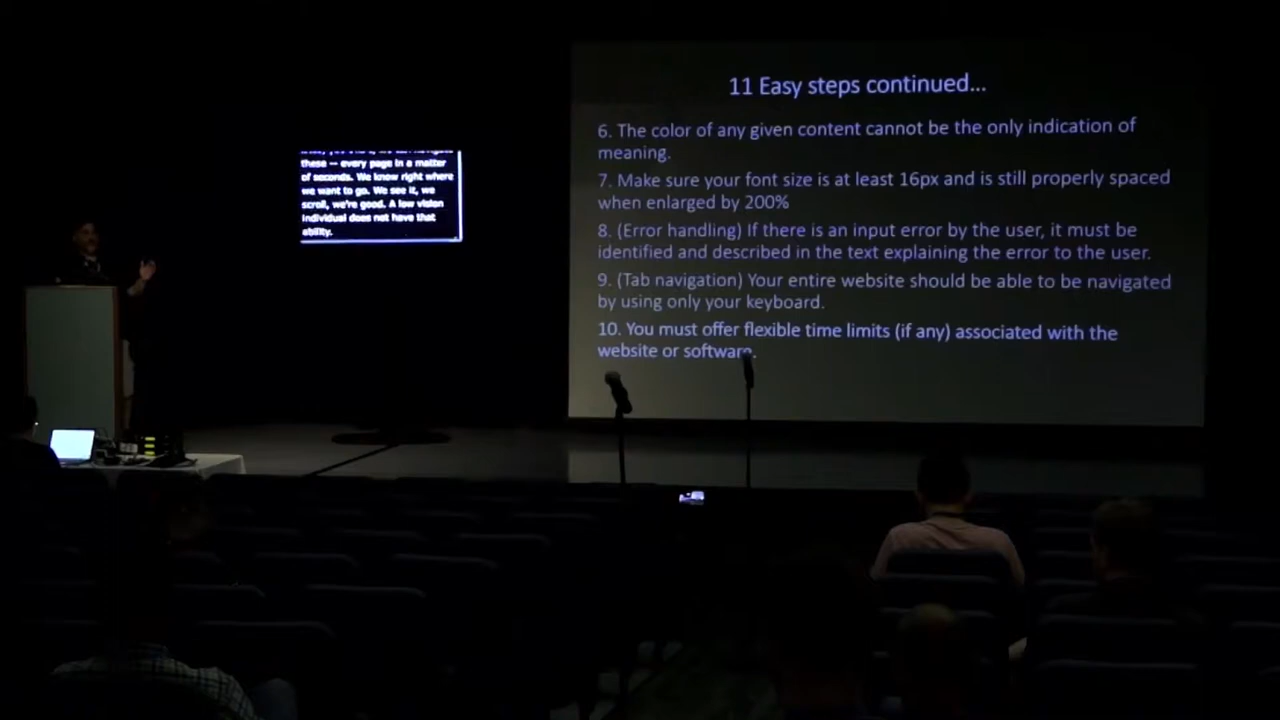 these — every page in a matter
of seconds. We know right where
we want to go. We see it, we
scroll, we're good. A low vision
individual does not have that
ability.
11 Easy steps continued...
6. The color of any given content cannot be the only indication of
meaning.
7. Make sure your font size is at least 16px and is still properly spaced
when enlarged by 200%
8. (Error handling) If there is an input error by the user, it must be
identified and described in the text explaining the error to the user.
9. (Tab navigation) Your entire website should be able to be navigated
by using only your keyboard.
10. You must offer flexible time limits (if any) associated with the
website or software.